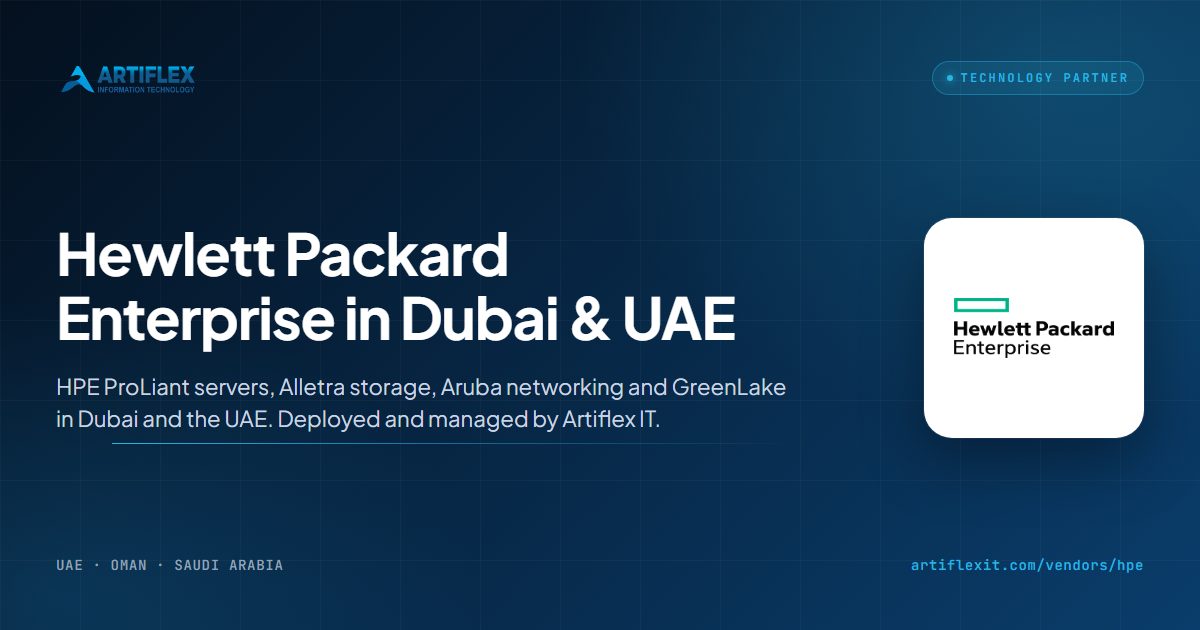 ARTIFLEX
INFORMATION TECHNOLOGY
TECHNOLOGY PARTNER
Hewlett Packard
Enterprise in Dubai & UAE
HPE ProLiant servers, Alletra storage, Aruba networking and GreenLake
in Dubai and the UAE. Deployed and managed by Artiflex IT.
Hewlett Packard
Enterprise
UAE · OMAN · SAUDI ARABIA
artiflexit.com/vendors/hpe